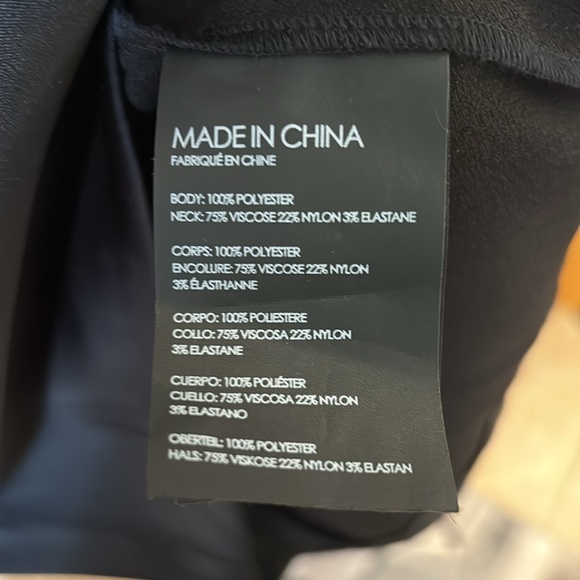 MADE IN CHINA
FABRIQUÉ EN CHINE
BODY: 100% POLYESTER
NECK: 75% VISCOSE 22% NYLON 3% ELASTANE
CORPS: 100% POLYESTER
ENCOLURE: 75% VISCOSE 22% NYLON
3% ÉLASTHANNE
CORPO: 100% POLIESTERE
COLLO: 75% VISCOSA 22% NYLON
3% ELASTANE
CUERPO: 100% POLIÉSTER
CUELLO: 75% VISCOSA 22% NYLON
3% ELASTANO
OBERTEIL: 100% POLYESTER
HALS: 75% VISKOSE 22% NYLON 3% ELASTAN